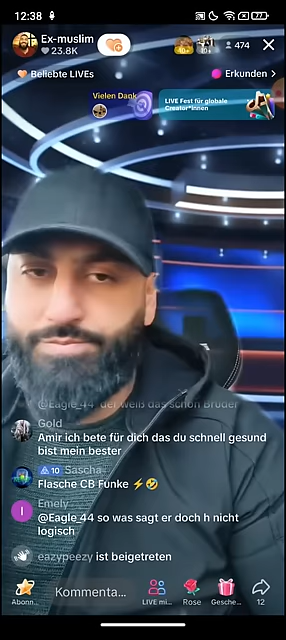 12:38
77
Ex-muslim
23.8K
40+
10+
474
Beliebte LIVEs
Erkunden >
Vielen Dank
LIVE Fest für globale
Creator*innen
@Eagle_44 der weiß das schon Bruder
Gold
Amir ich bete für dich das du schnell gesund
bist mein bester
10 Sascha
Flasche CB Funke ⚡🤣
Emely
@Eagle_44 so was sagt er doch h nicht
logisch
eazypeezy ist beigetreten
Abonn...
Kommenta...
LIVE mi...
Rose
Gesche...
12